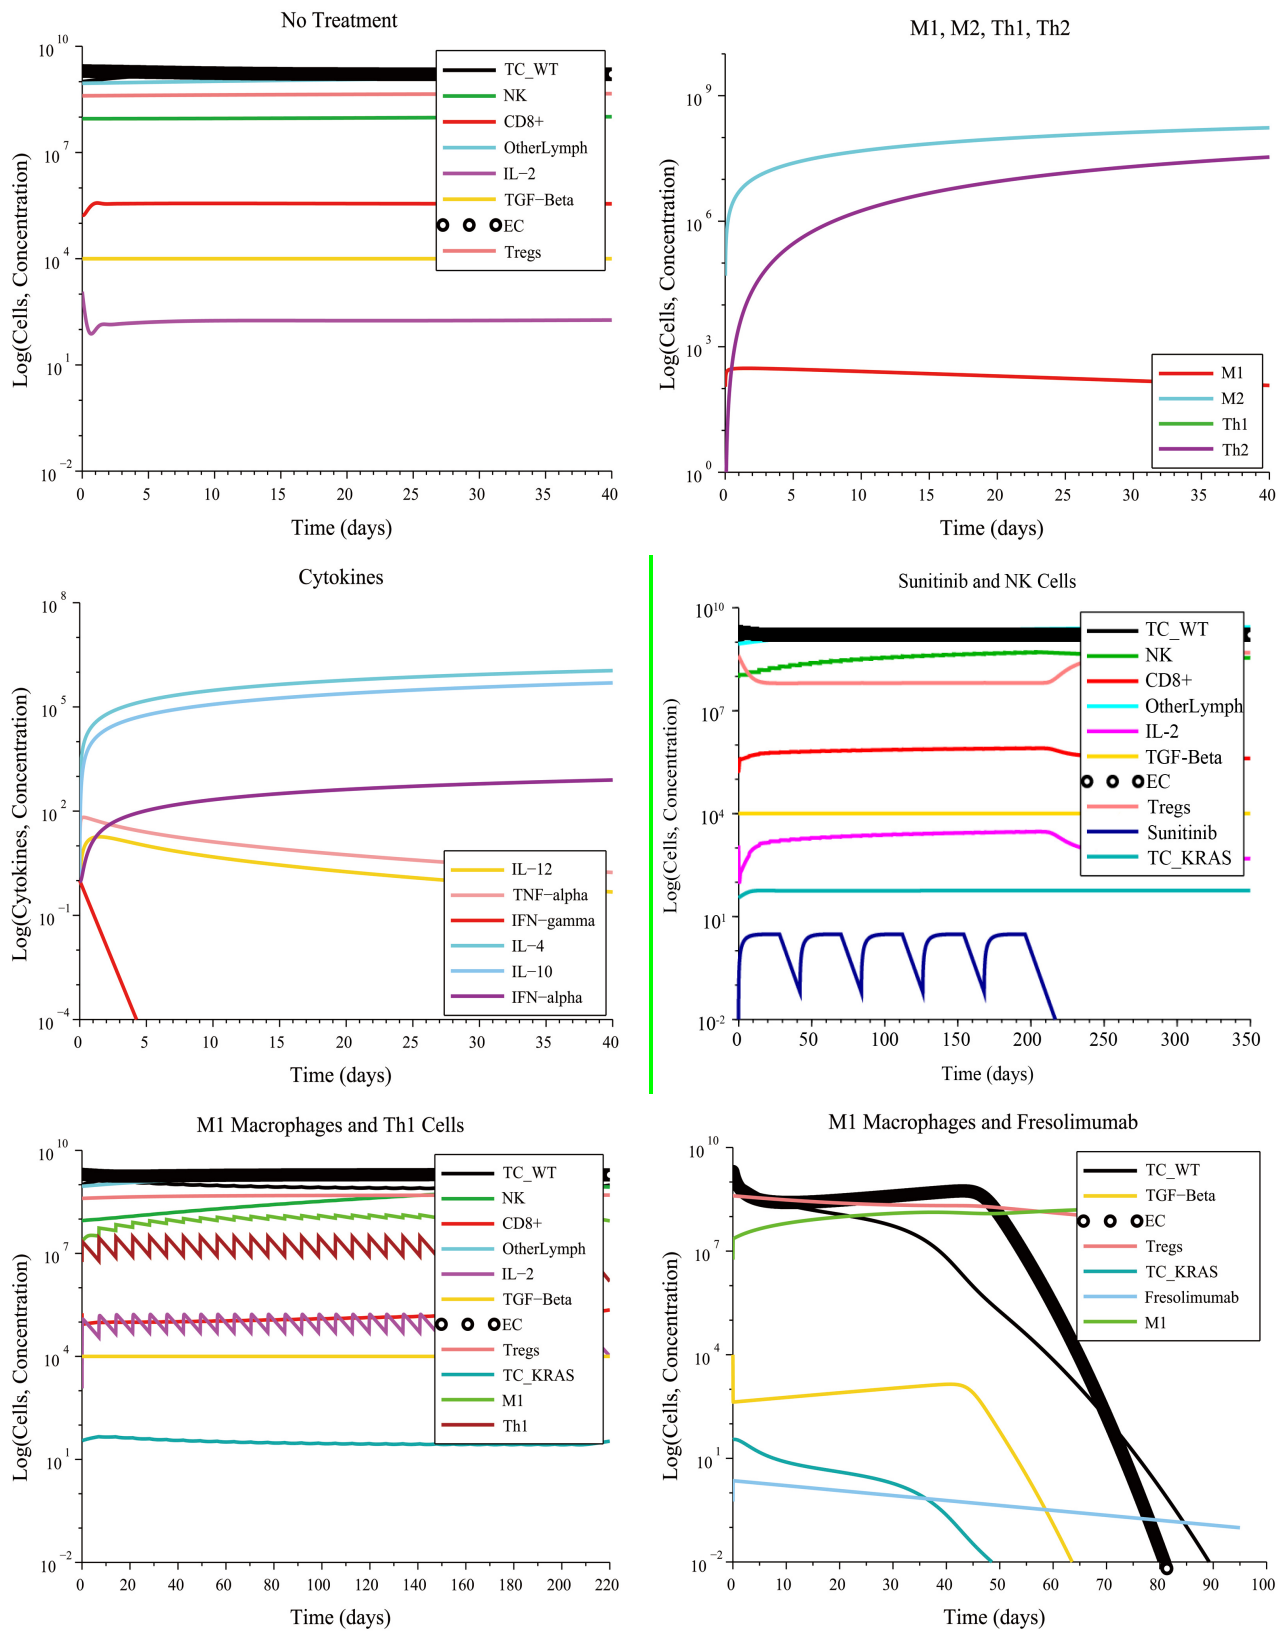 No Treatment
10 10
10 7
10 4
10 1
10 −2
Log(Cells, Concentration)
TC_WT
NK
CD8+
OtherLymph
IL−2
TGF−Beta
EC
Tregs
0 5 10 15 20 25 30 35 40
Time (days)
M1, M2, Th1, Th2
10 9
10 6
10 3
10 0
Log(Cells, Concentration)
M1
M2
Th1
Th2
0 5 10 15 20 25 30 35 40
Time (days)
Cytokines
10 8
10 5
10 2
10 −1
10 −4
Log(Cytokines, Concentration)
IL−12
TNF−alpha
IFN−gamma
IL−4
IL−10
IFN−alpha
0 5 10 15 20 25 30 35 40
Time (days)
Sunitinib and NK Cells
10 10
10 7
10 4
10 1
10 -2
Log(Cells, Concentration)
TC_WT
NK
CD8+
OtherLymph
IL-2
TGF-Beta
EC
Tregs
Sunitinib
TC_KRAS
0 50 100 150 200 250 300 350
Time (days)
M1 Macrophages and Th1 Cells
10 10
10 7
10 4
10 1
10 −2
Log(Cells, Concentration)
TC_WT
NK
CD8+
OtherLymph
IL−2
TGF−Beta
EC
Tregs
TC_KRAS
M1
Th1
0 20 40 60 80 100 120 140 160 180 200 220
Time (days)
M1 Macrophages and Fresolimumab
10 10
10 7
10 4
10 1
10 −2
Log(Cells, Concentration)
TC_WT
TGF−Beta
EC
Tregs
TC_KRAS
Fresolimumab
M1
0 10 20 30 40 50 60 70 80 90 100
Time (days)